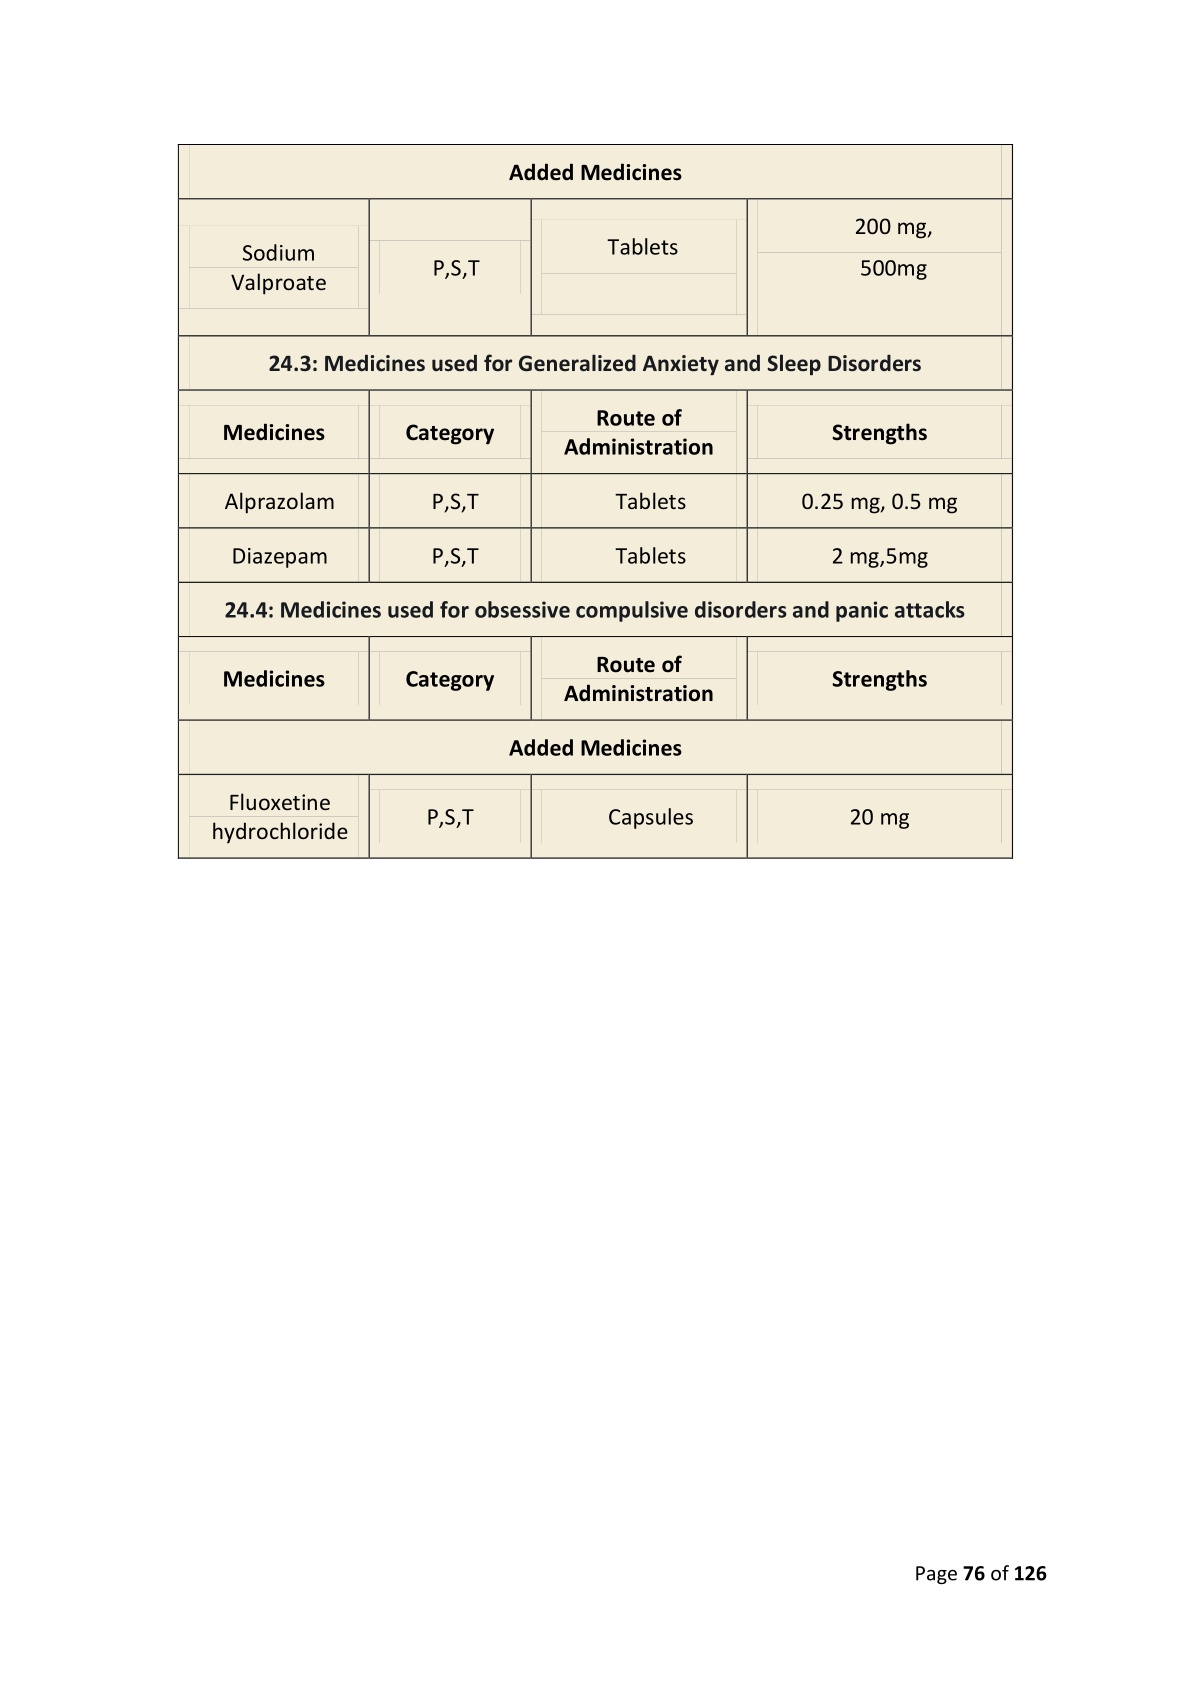 Added Medicines
Sodium
Valproate
P,S,T
Tablets
200 mg,
500mg
24.3: Medicines used for Generalized Anxiety and Sleep Disorders
Medicines
Category
Route of
Administration
Strengths
Alprazolam
P,S,T
Tablets
0.25 mg, 0.5 mg
Diazepam
P,S,T
Tablets
2 mg,5mg
24.4: Medicines used for obsessive compulsive disorders and panic attacks
Medicines
Category
Route of
Administration
Strengths
Added Medicines
Fluoxetine
hydrochloride
P,S,T
Capsules
20 mg
Page 76 of 126